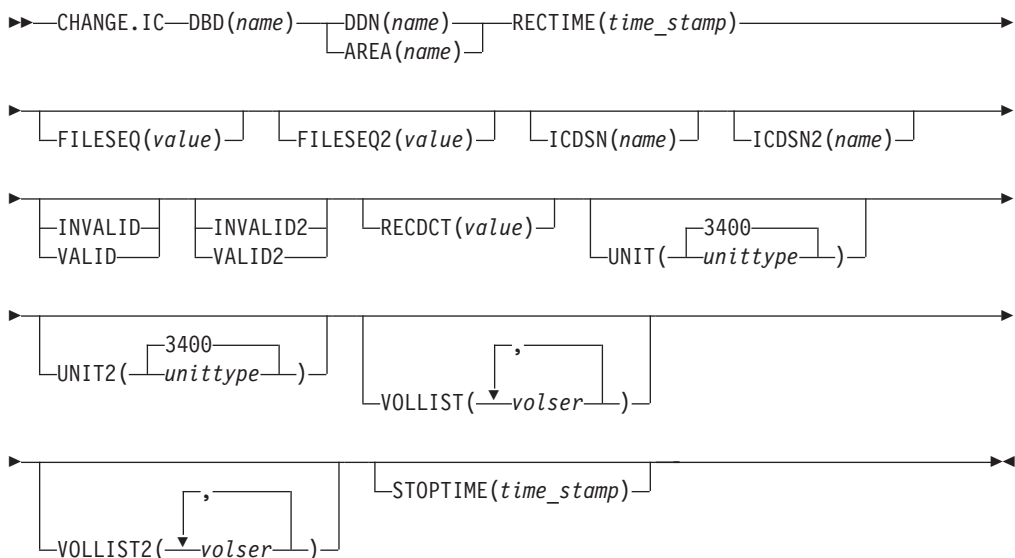 CHANGE.IC DBD(name) DDN(name) RECTIME(time_stamp)
AREA(name)
FILESEQ(value) FILESEQ2(value) ICDSN(name) ICDSN2(name)
INVALID INVALID2 RECDCT(value) 3400
VALID VALID2 UNIT( unittype )
3400
UNIT2( unittype ) ,
VOLLIST( volser )
, STOPTIME(time_stamp)
VOLLIST2( volser )